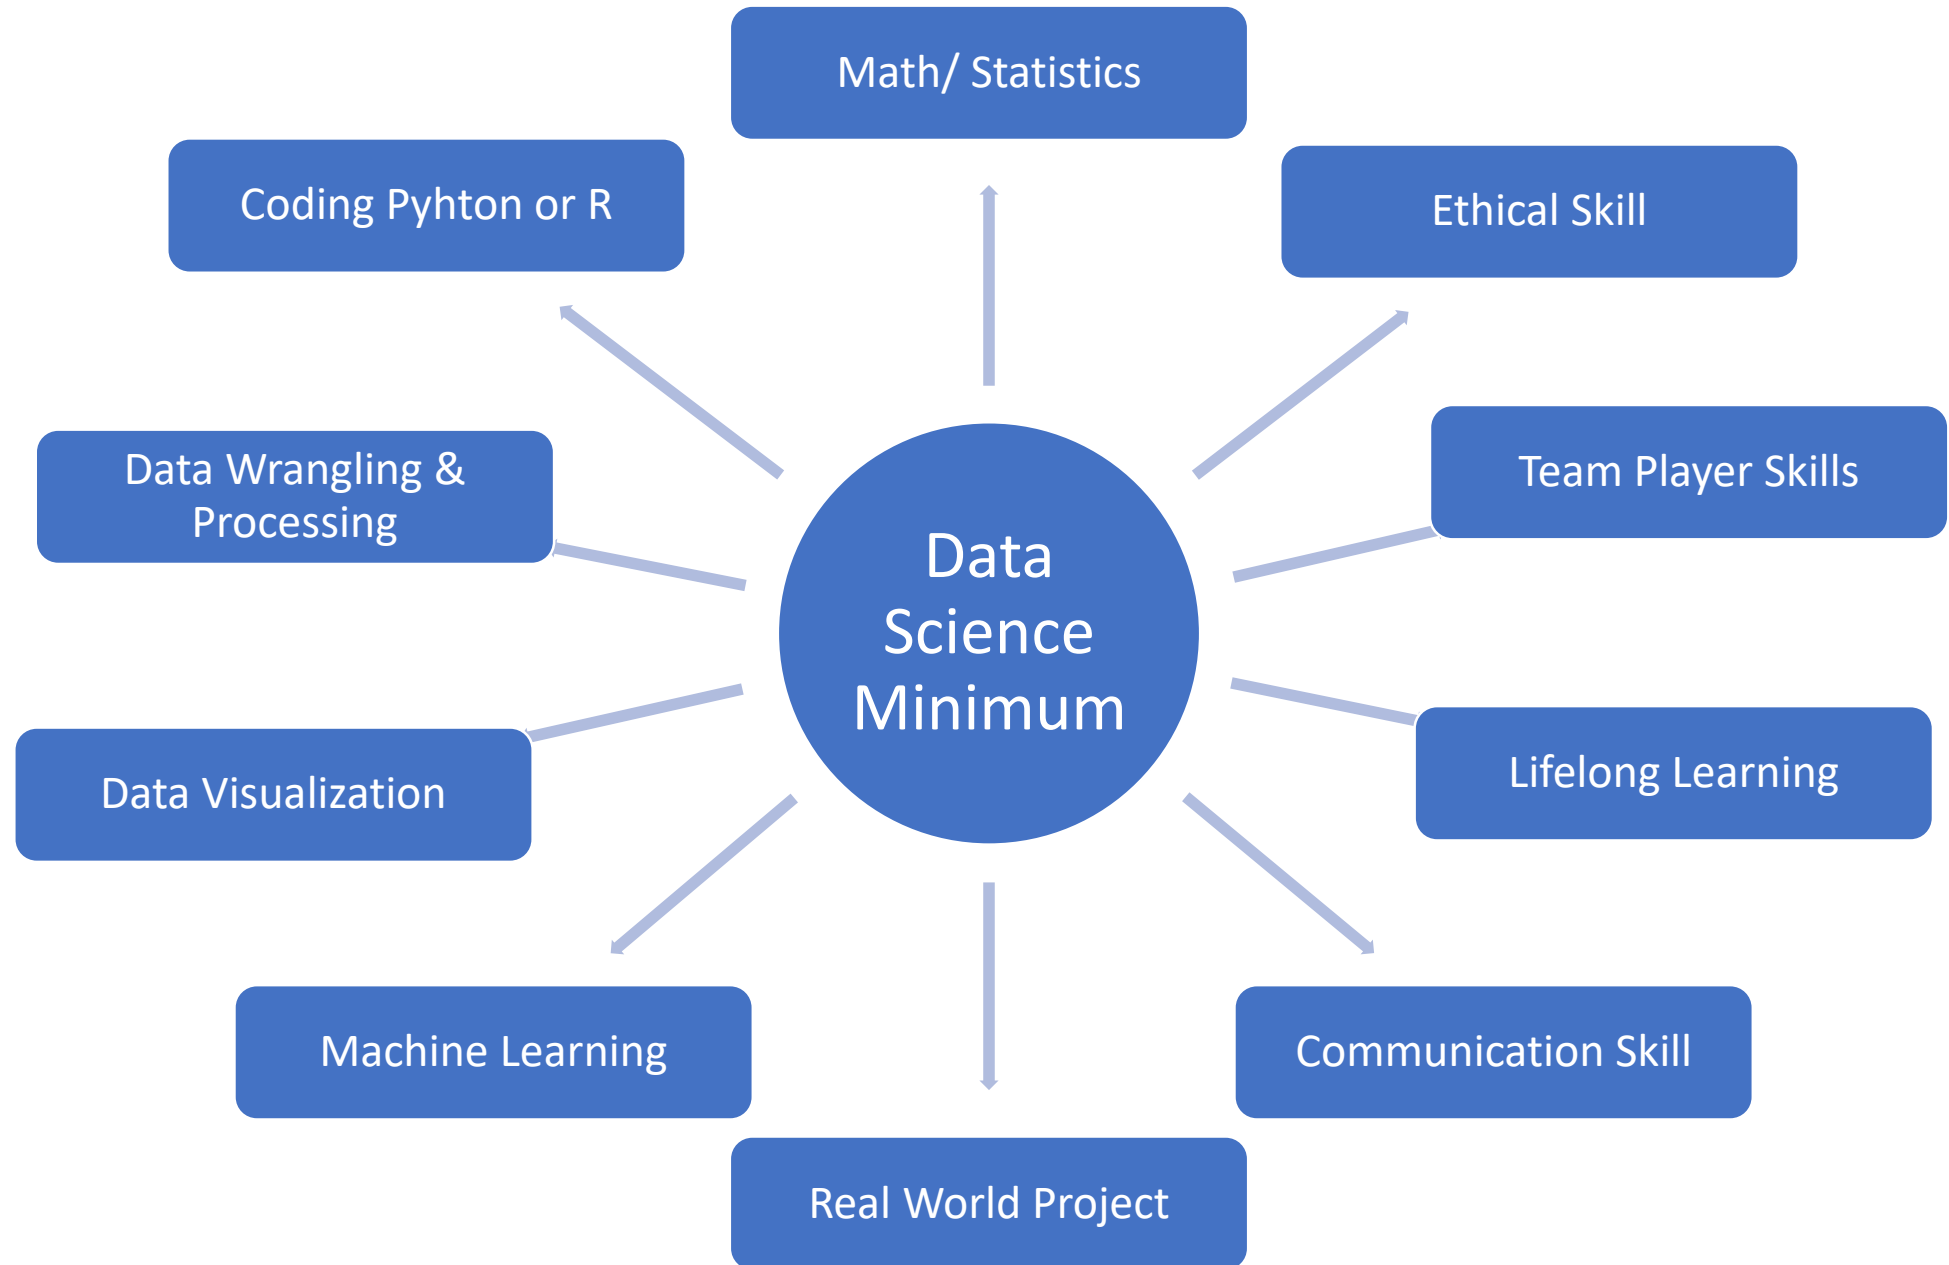 Math/ Statistics
Coding Pyhton or R
Ethical Skill
Data Wrangling &
Processing
Team Player Skills
Data
Science
Minimum
Data Visualization
Lifelong Learning
Machine Learning
Communication Skill
Real World Project